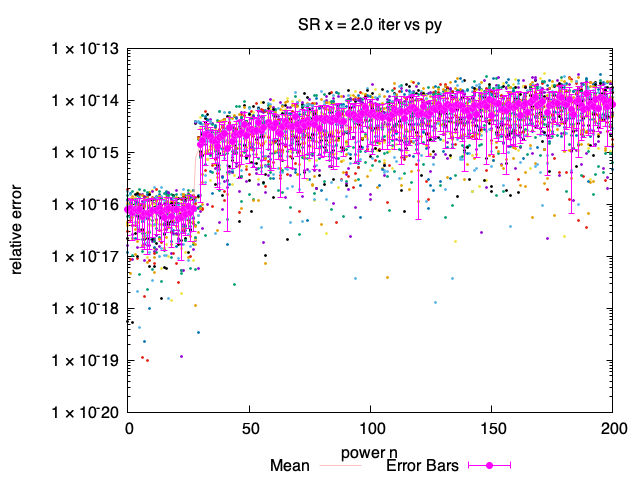 SR x = 2.0 iter vs py
1 × 10-13
1 × 10-14
1 × 10-15
1 × 10-16
1 × 10-17
1 × 10-18
1 × 10-19
1 × 10-20
relative error
0 50 100 150 200
power n
Mean Error Bars